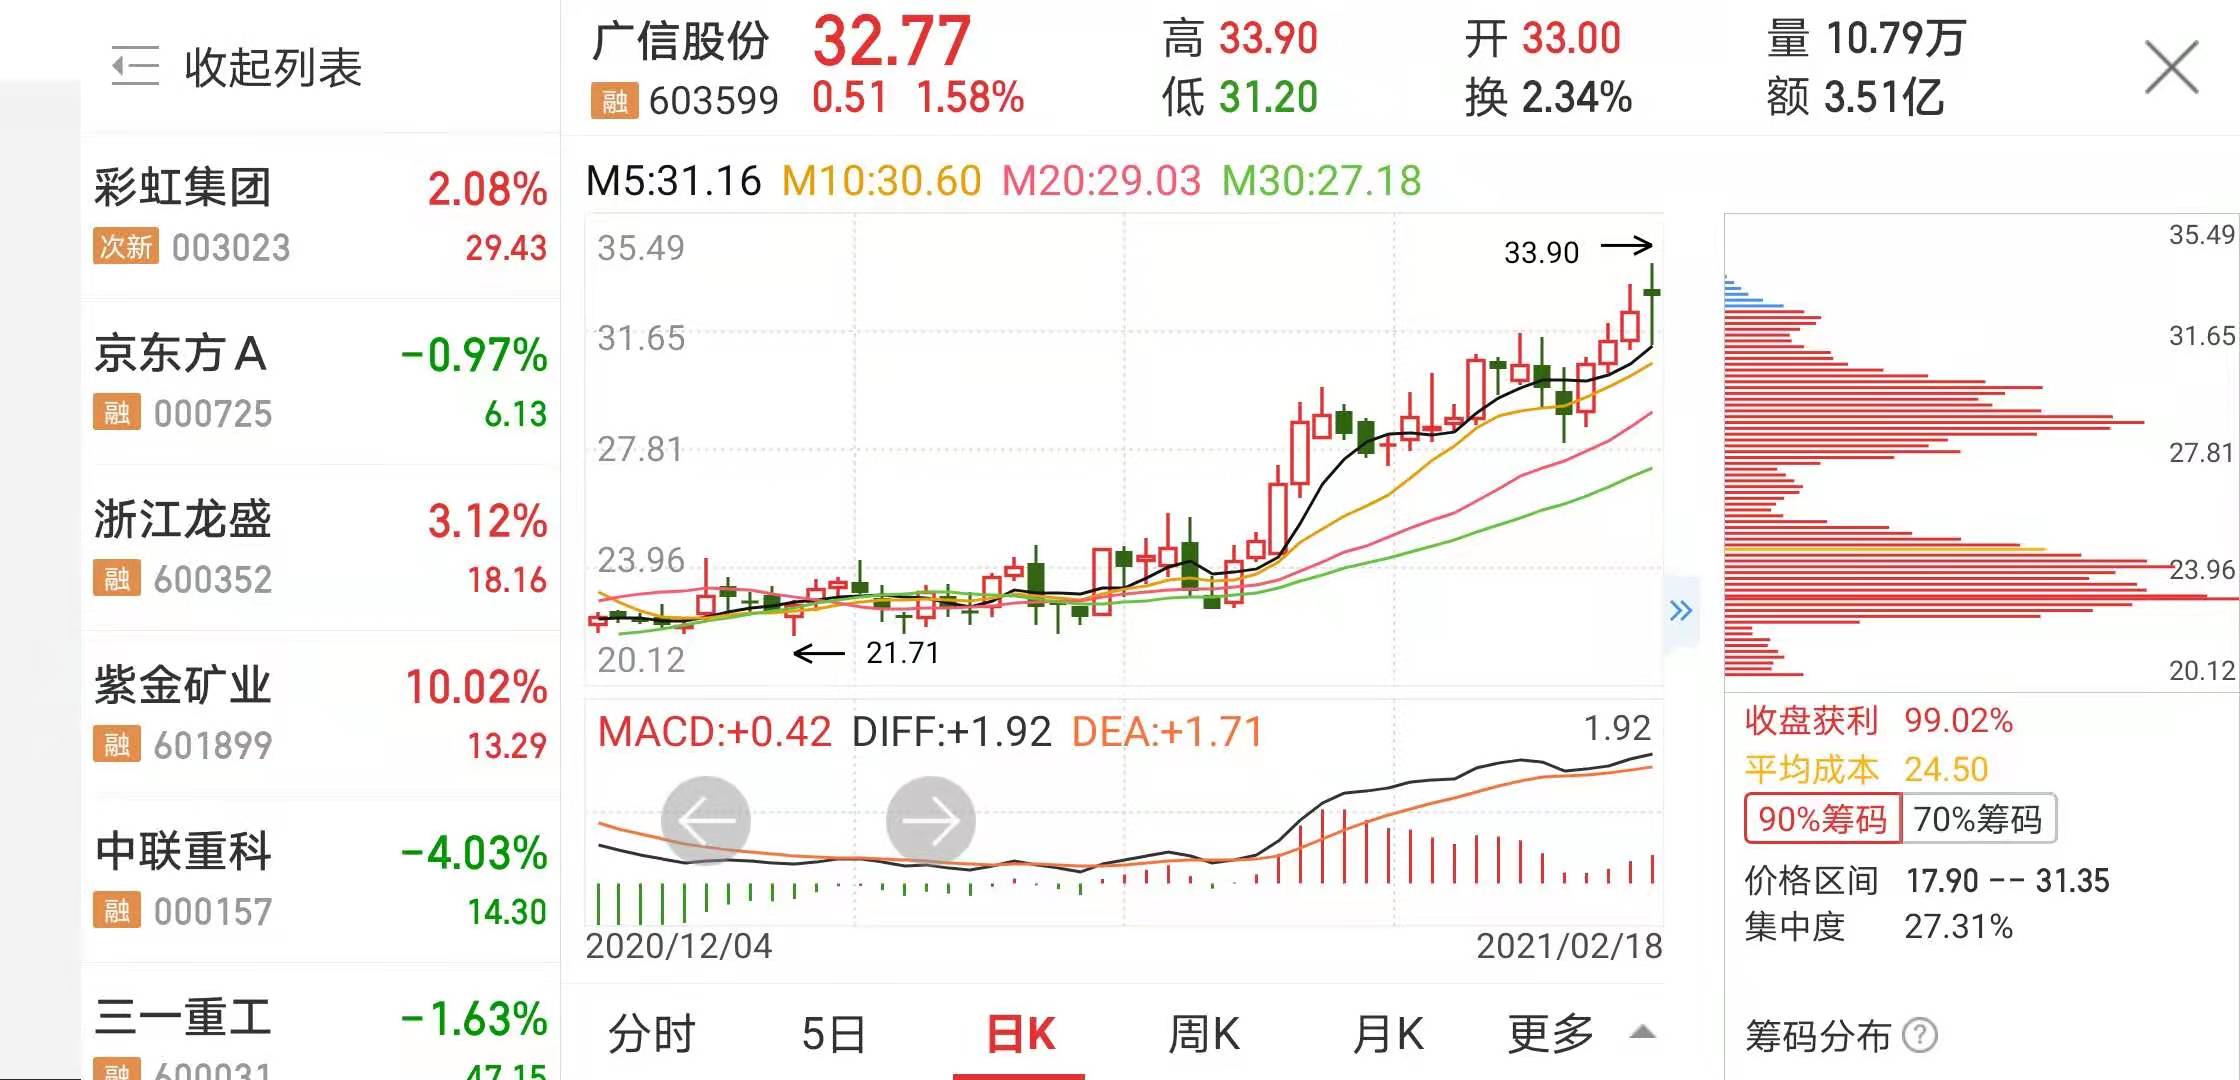 收起列表
彩虹集团 2.08%
次新 003023 29.43
京东方A -0.97%
融 000725 6.13
浙江龙盛 3.12%
融 600352 18.16
紫金矿业 10.02%
融 601899 13.29
中联重科 -4.03%
融 000157 14.30
三一重工 -1.63%
融 600031 47.15
广信股份 32.77 高 33.90 开 33.00 量 10.79万
融 603599 0.51 1.58% 低 31.20 换 2.34% 额 3.51亿
M5:31.16 M10:30.60 M20:29.03 M30:27.18
35.49
33.90
31.65
27.81
23.96
21.71
20.12
MACD:+0.42 DIFF:+1.92 DEA:+1.71 1.92
2020/12/04 2021/02/18
分时 5日 日K 周K 月K 更多
35.49
31.65
27.81
23.96
20.12
收盘获利 99.02%
平均成本 24.50
90%筹码 70%筹码
价格区间 17.90 -- 31.35
集中度 27.31%
筹码分布 ?